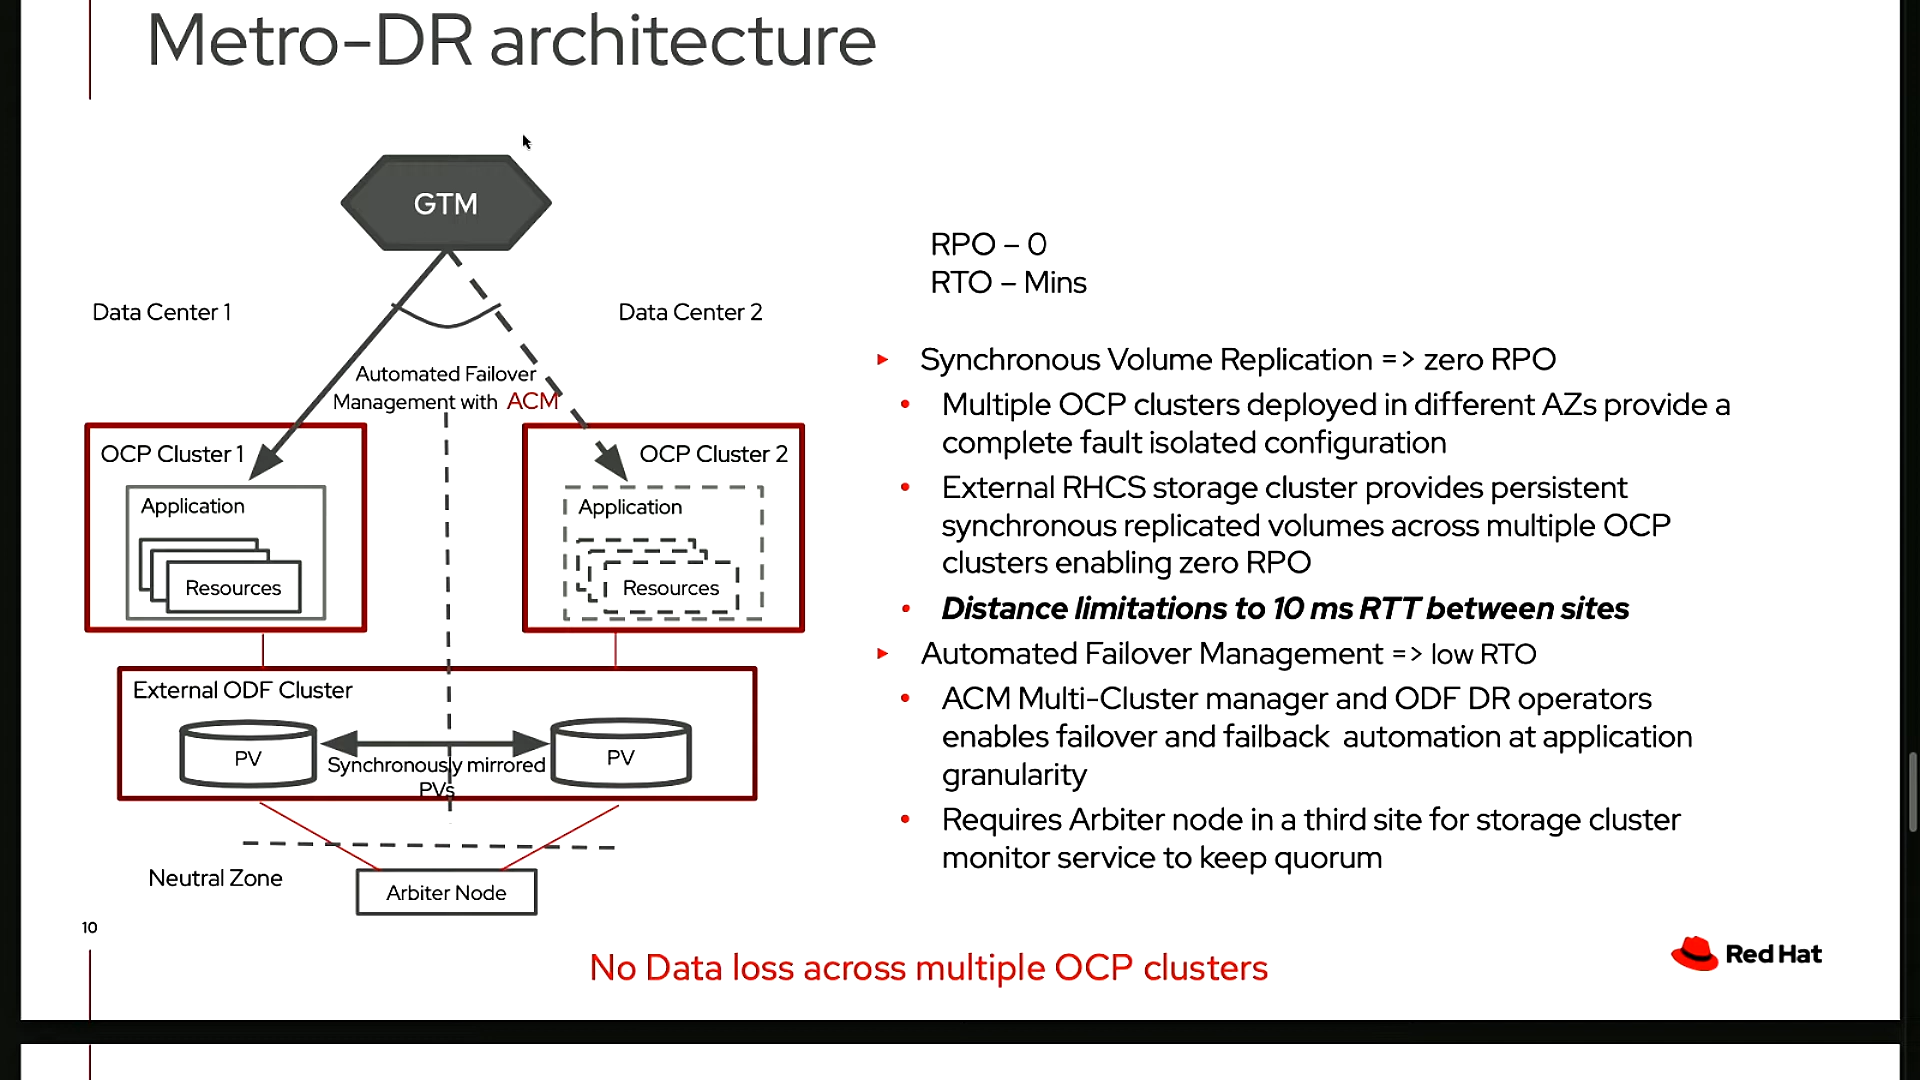 Metro-DR architecture
GTM
Data Center 1
Data Center 2
Automated Failover
Management with ACM
OCP Cluster 1
Application
Resources
OCP Cluster 2
Application
Resources
External ODF Cluster
PV
Synchronously mirrored
PVs
PV
Neutral Zone
Arbiter Node
RPO – 0
RTO – Mins
▸ Synchronous Volume Replication => zero RPO
• Multiple OCP clusters deployed in different AZs provide a
complete fault isolated configuration
• External RHCS storage cluster provides persistent
synchronous replicated volumes across multiple OCP
clusters enabling zero RPO
• Distance limitations to 10 ms RTT between sites
▸ Automated Failover Management => low RTO
• ACM Multi-Cluster manager and ODF DR operators
enables failover and failback automation at application
granularity
• Requires Arbiter node in a third site for storage cluster
monitor service to keep quorum
10
No Data loss across multiple OCP clusters
Red Hat